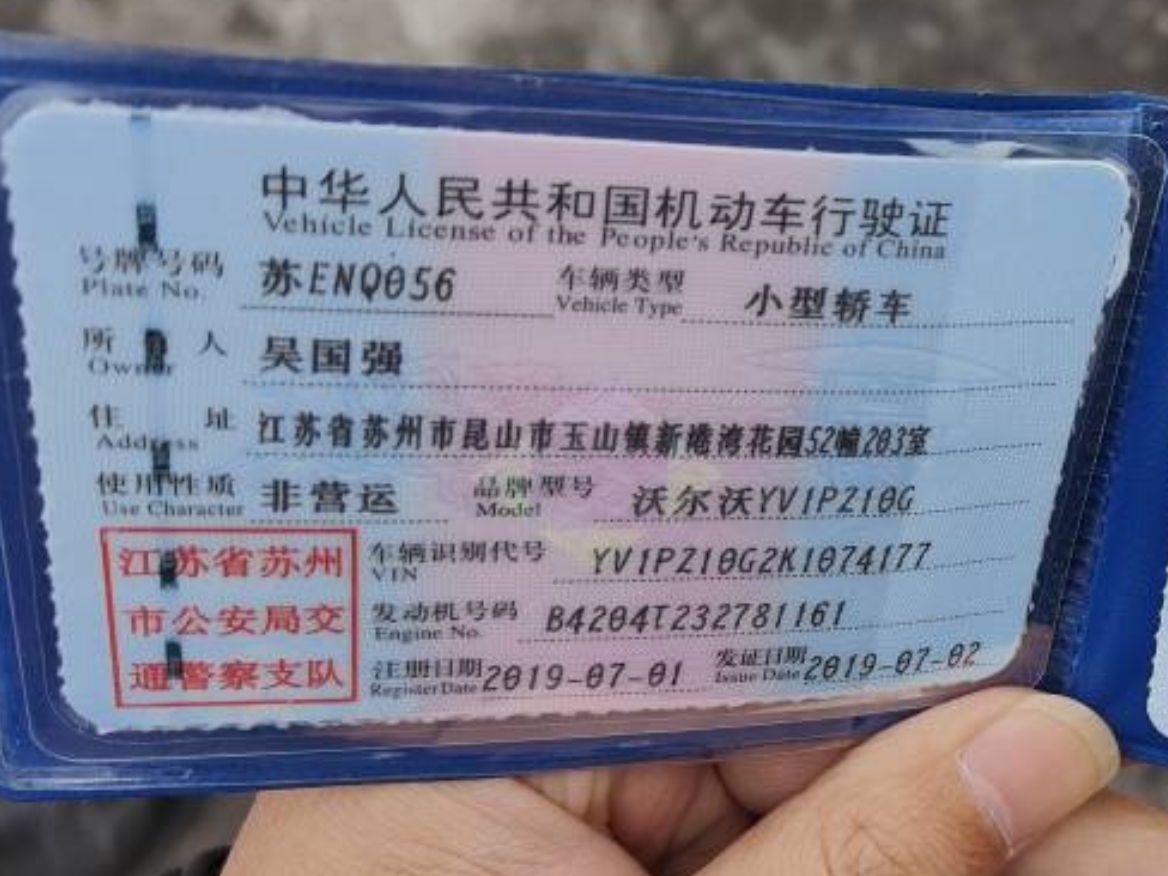 中华人民共和国机动车行驶证
Vehicle License of the People's Republic of China
号牌号码 苏ENQ056 车辆类型 小型轿车
Plate No. Vehicle Type
所有人 吴国强
Owner
住址 江苏省苏州市昆山市玉山镇新港湾花园52幢203室
Address
使用性质 非营运 品牌型号 沃尔沃YV1PZ10G
Use Character Model
江苏省苏州 车辆识别代号 YV1PZ10G2K1074177
VIN
市公安局交 发动机号码 B4204T232781161
Engine No.
通警察支队 注册日期 2019-07-01 发证日期 2019-07-02
Register Date Issue Date